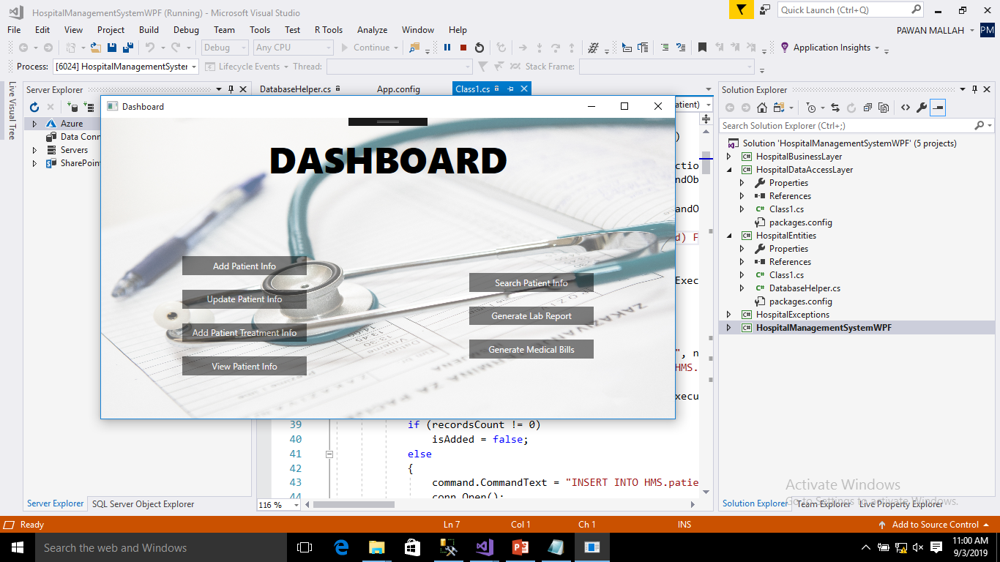 HospitalManagementSystemWPF (Running) - Microsoft Visual Studio
Quick Launch (Ctrl+Q)
File Edit View Project Build Debug Team Tools Test R Tools Analyze Window Help
PAWAN MALLAH PM
Debug Any CPU Continue Application Insights
Process: [6024] HospitalManagementSyster Lifecycle Events Thread: Stack Frame:
Live Visual Tree
Server Explorer
Azure
Data Conn
Servers
SharePoint
DatabaseHelper.cs App.config Class1.cs
Dashboard
DASHBOARD
Add Patient Info
Update Patient Info
Add Patient Treatment Info
View Patient Info
Search Patient Info
Generate Lab Report
Generate Medical Bills
atient)
)
ctio
ndOb
andO
d) F
Exec
", n
HMS.
xecu
39 if (recordsCount != 0)
40 isAdded = false;
41 else
42 {
43 command.CommandText = "INSERT INTO HMS.patie
44 conn.Open();
116 %
Server Explorer SQL Server Object Explorer
Solution Explorer
Search Solution Explorer (Ctrl+;)
Solution 'HospitalManagementSystemWPF' (5 projects)
C# HospitalBusinessLayer
C# HospitalDataAccessLayer
Properties
References
C# Class1.cs
packages.config
C# HospitalEntities
Properties
References
C# Class1.cs
C# DatabaseHelper.cs
packages.config
C# HospitalExceptions
C# HospitalManagementSystemWPF
Activate Windows
Go to Settings to activate Windows.
Solution Explorer Team Explorer Live Property Explorer
Ready Ln 7 Col 1 Ch 1 INS Add to Source Control
Search the web and Windows
11:00 AM
9/3/2019